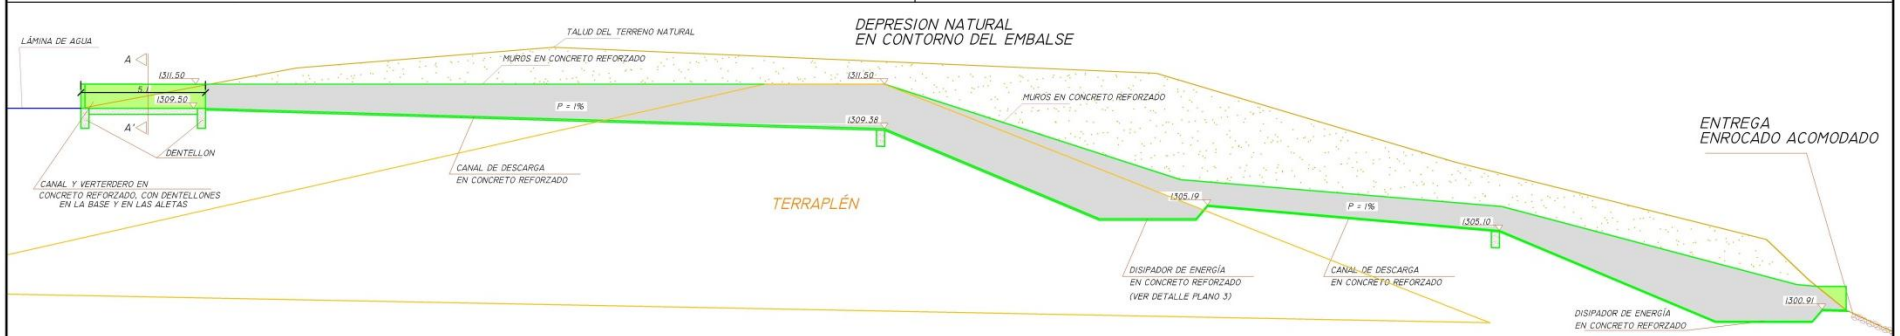 DEPRESION NATURAL
EN CONTORNO DEL EMBALSE
LÁMINA DE AGUA
TALUD DEL TERRENO NATURAL
MUROS EN CONCRETO REFORZADO
A
1311.50
5.1
1309.50
A'
DENTELLON
CANAL Y VERTERDERO EN
CONCRETO REFORZADO, CON DENTELLONES
EN LA BASE Y EN LAS ALETAS
P = 1%
CANAL DE DESCARGA
EN CONCRETO REFORZADO
1311.50
1309.38
TERRAPLÉN
MUROS EN CONCRETO REFORZADO
1305.19
P = 1%
1305.10
DISIPADOR DE ENERGÍA
EN CONCRETO REFORZADO
(VER DETALLE PLANO 3)
CANAL DE DESCARGA
EN CONCRETO REFORZADO
ENTREGA
ENROCADO ACOMODADO
1300.91
DISIPADOR DE ENERGÍA
EN CONCRETO REFORZADO